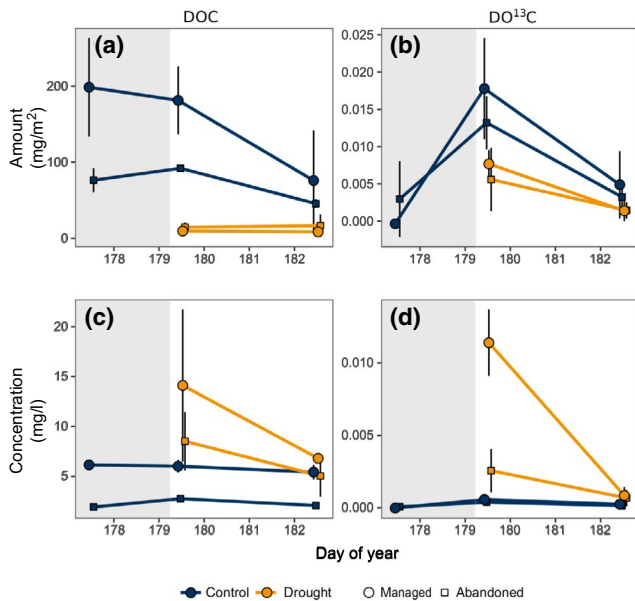 DOC DO¹³C
(a) (b)
Amount
(mg/m²)
200
100
0
0.025
0.020
0.015
0.010
0.005
0.000
178 179 180 181 182 178 179 180 181 182
(c) (d)
Concentration
(mg/l)
20
15
10
5
0.010
0.005
0.000
178 179 180 181 182 178 179 180 181 182
Day of year
Control Drought Managed Abandoned